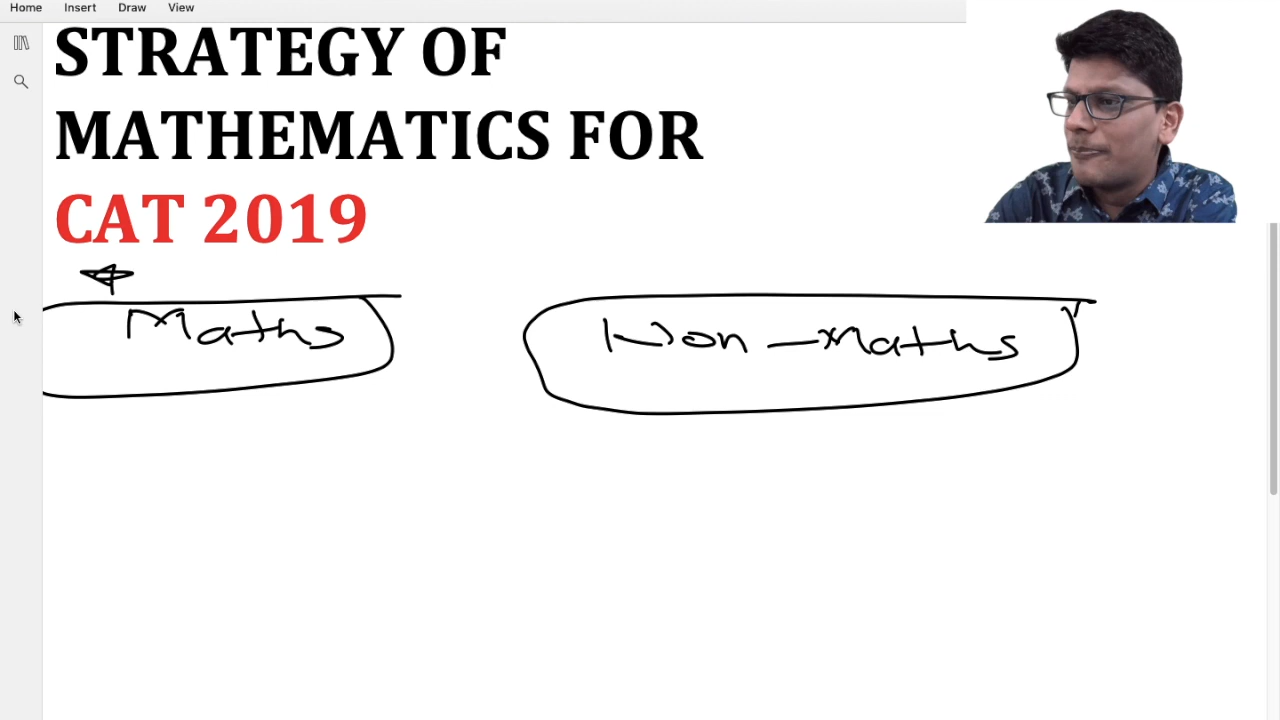 Home Insert Draw View
STRATEGY OF
MATHEMATICS FOR
CAT 2019
Maths Non-Maths